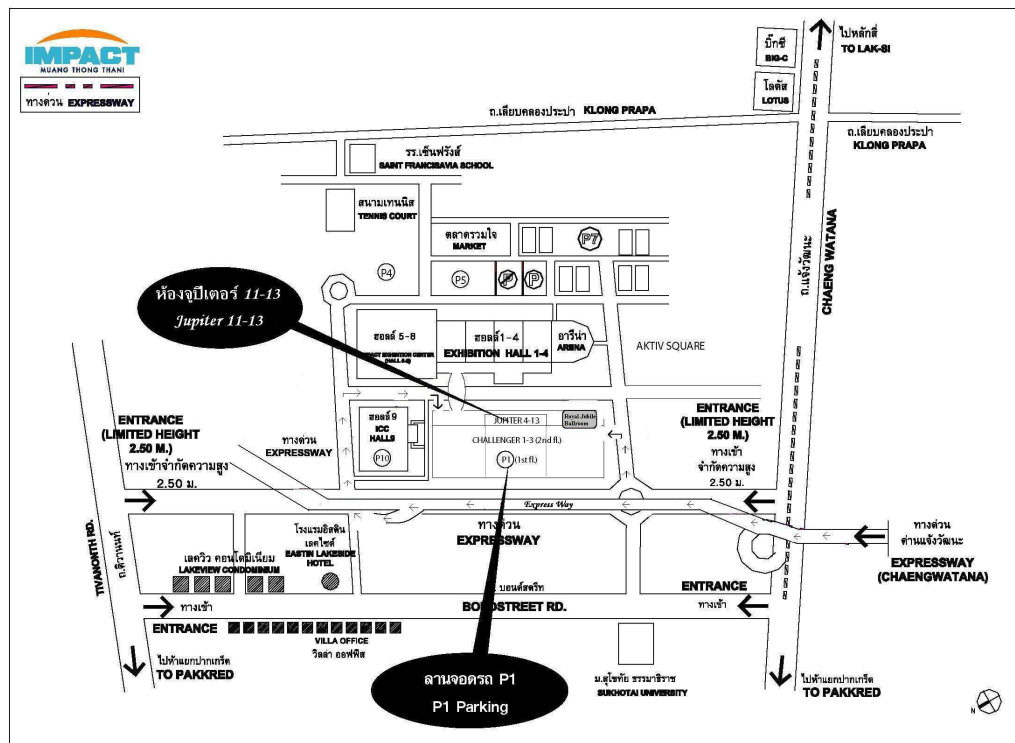 IMPACT
MUANG THONG THANI
ทางด่วน EXPRESSWAY
บิ๊กซี
BIG-C
โลตัส
LOTUS
ไปหลักสี่
TO LAK-SI
ถ.เลียบคลองประปา KLONG PRAPA
ถ.เลียบคลองประปา
KLONG PRAPA
รร.เซ็นฟรังส์
SAINT FRANCISAVIA SCHOOL
สนามเทนนิส
TENNIS COURT
ตลาดรวมใจ
MARKET
P7
P4
P5
P
P
ถ.แจ้งวัฒนะ
CHAENG WATANA
ห้องจูปีเตอร์ 11-13
Jupiter 11-13
ฮอลล์ 5-8
ฮอลล์ 1-4
EXHIBITION HALL 1-4
อารีน่า
ARENA
AKTIV SQUARE
ฮอลล์ 9
ICC
HALL9
P10
JUPITER 4-13
Royal Jubilee
Ballroom
CHALLENGER 1-3 (2nd fl.)
P1 (1st fl.)
ENTRANCE
(LIMITED HEIGHT
2.50 M.)
ทางเข้าจำกัดความสูง
2.50 ม.
ทางด่วน
EXPRESSWAY
ENTRANCE
(LIMITED HEIGHT
2.50 M.)
ทางเข้า
จำกัดความสูง
2.50 ม.
Express Way
ทางด่วน
EXPRESSWAY
ทางด่วน
ด่านแจ้งวัฒนะ
EXPRESSWAY
(CHAENGWATANA)
TIVANONTH RD.
ถ.ติวานนท์
โรงแรมอิสติน
เลคไซด์
EASTIN LAKESIDE
HOTEL
เลควิว คอนโดมิเนียม
LAKEVIEW CONDOMINIUM
ทางเข้า
ENTRANCE
บอนด์สตรีท
BONDSTREET RD.
ENTRANCE
ทางเข้า
VILLA OFFICE
วิลล่า ออฟฟิส
ไปห้าแยกปากเกร็ด
TO PAKKRED
ลานจอดรถ P1
P1 Parking
ม.สุโขทัย ธรรมาธิราช
SUKHOTAI UNIVERSITY
ไปห้าแยกปากเกร็ด
TO PAKKRED
N